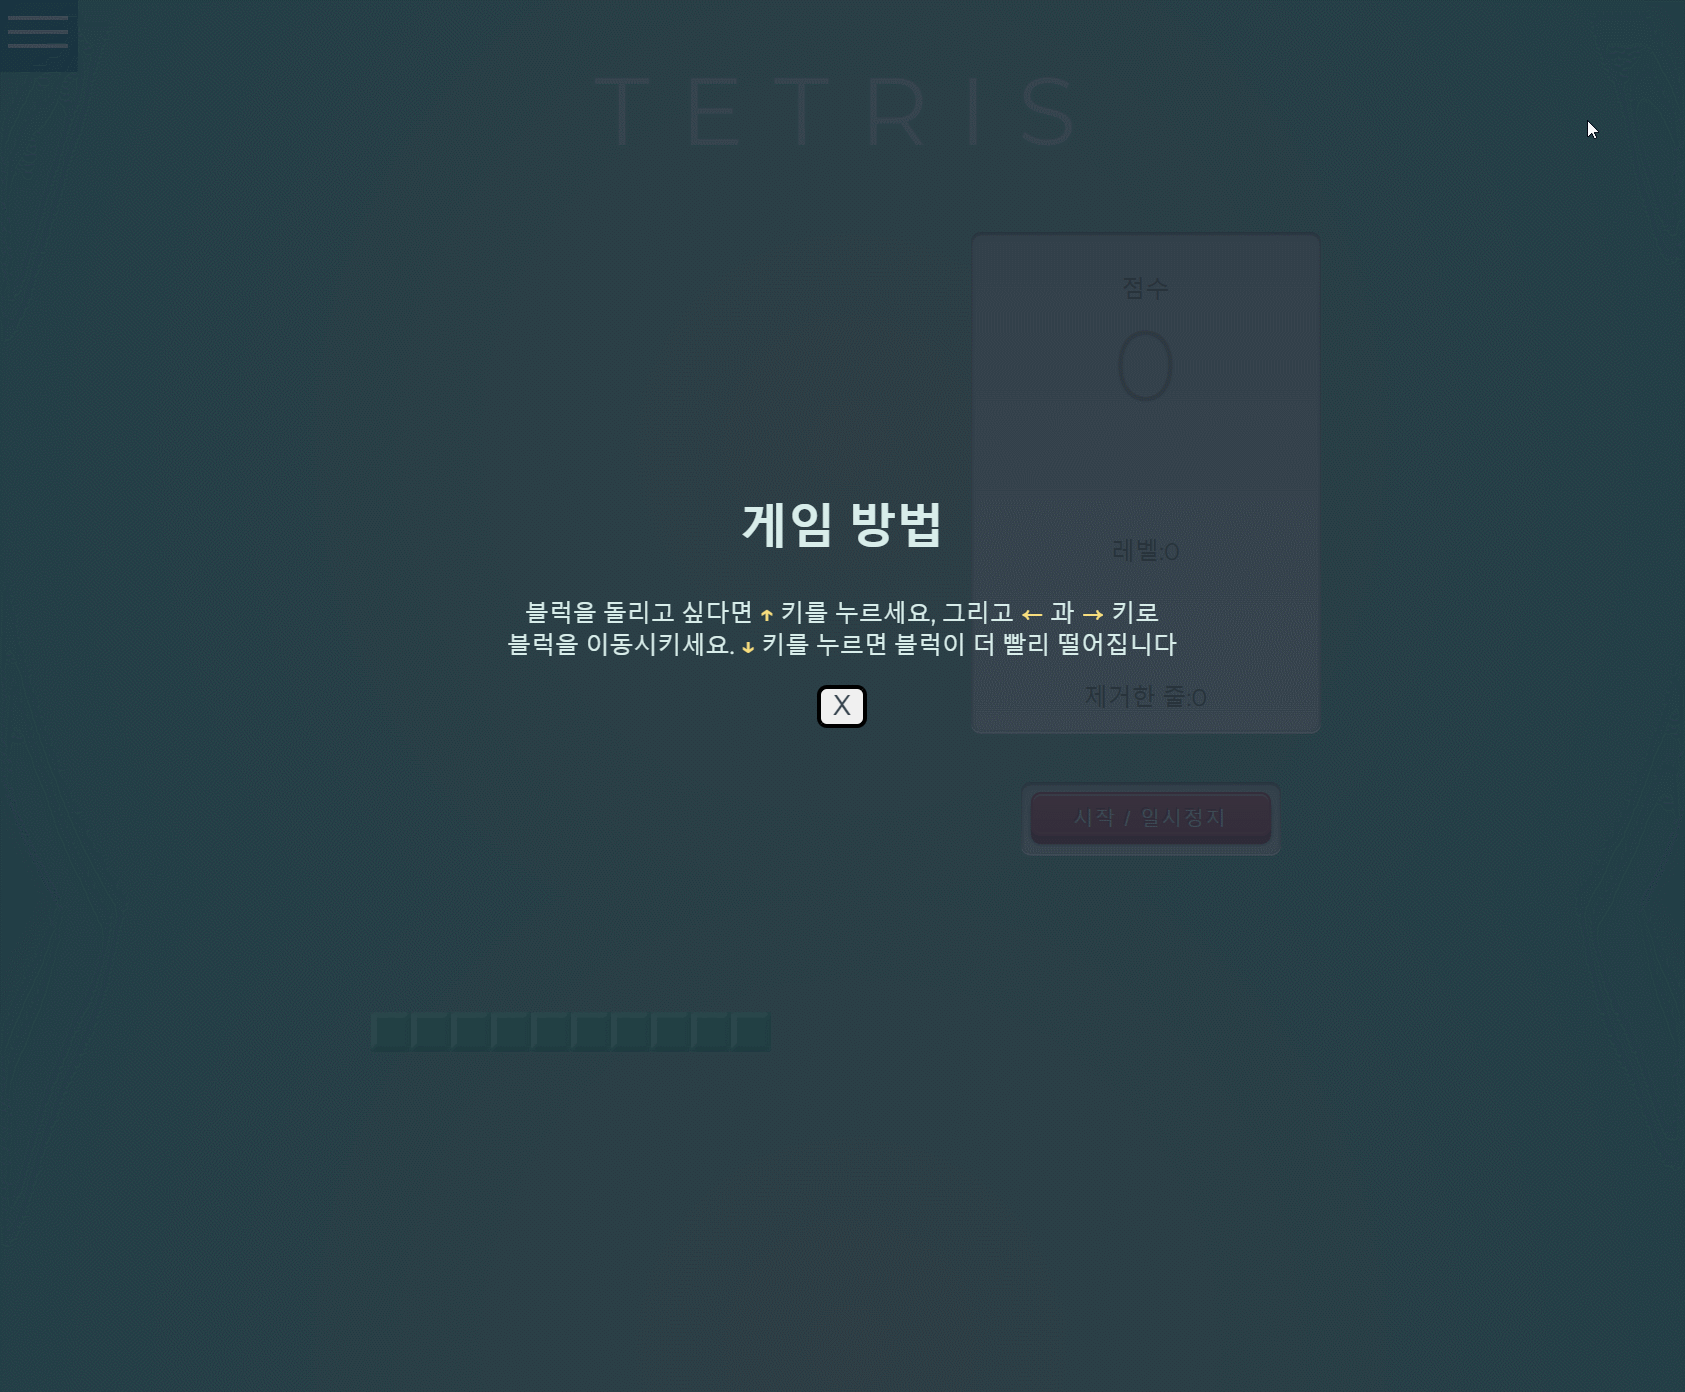 TETRIS
점수
0
레벨:0
게임 방법
블럭을 돌리고 싶다면 ↑ 키를 누르세요, 그리고 ← 과 → 키로
블럭을 이동시키세요. ↓ 키를 누르면 블럭이 더 빨리 떨어집니다
제거한 줄:0
X
시작 / 일시정지